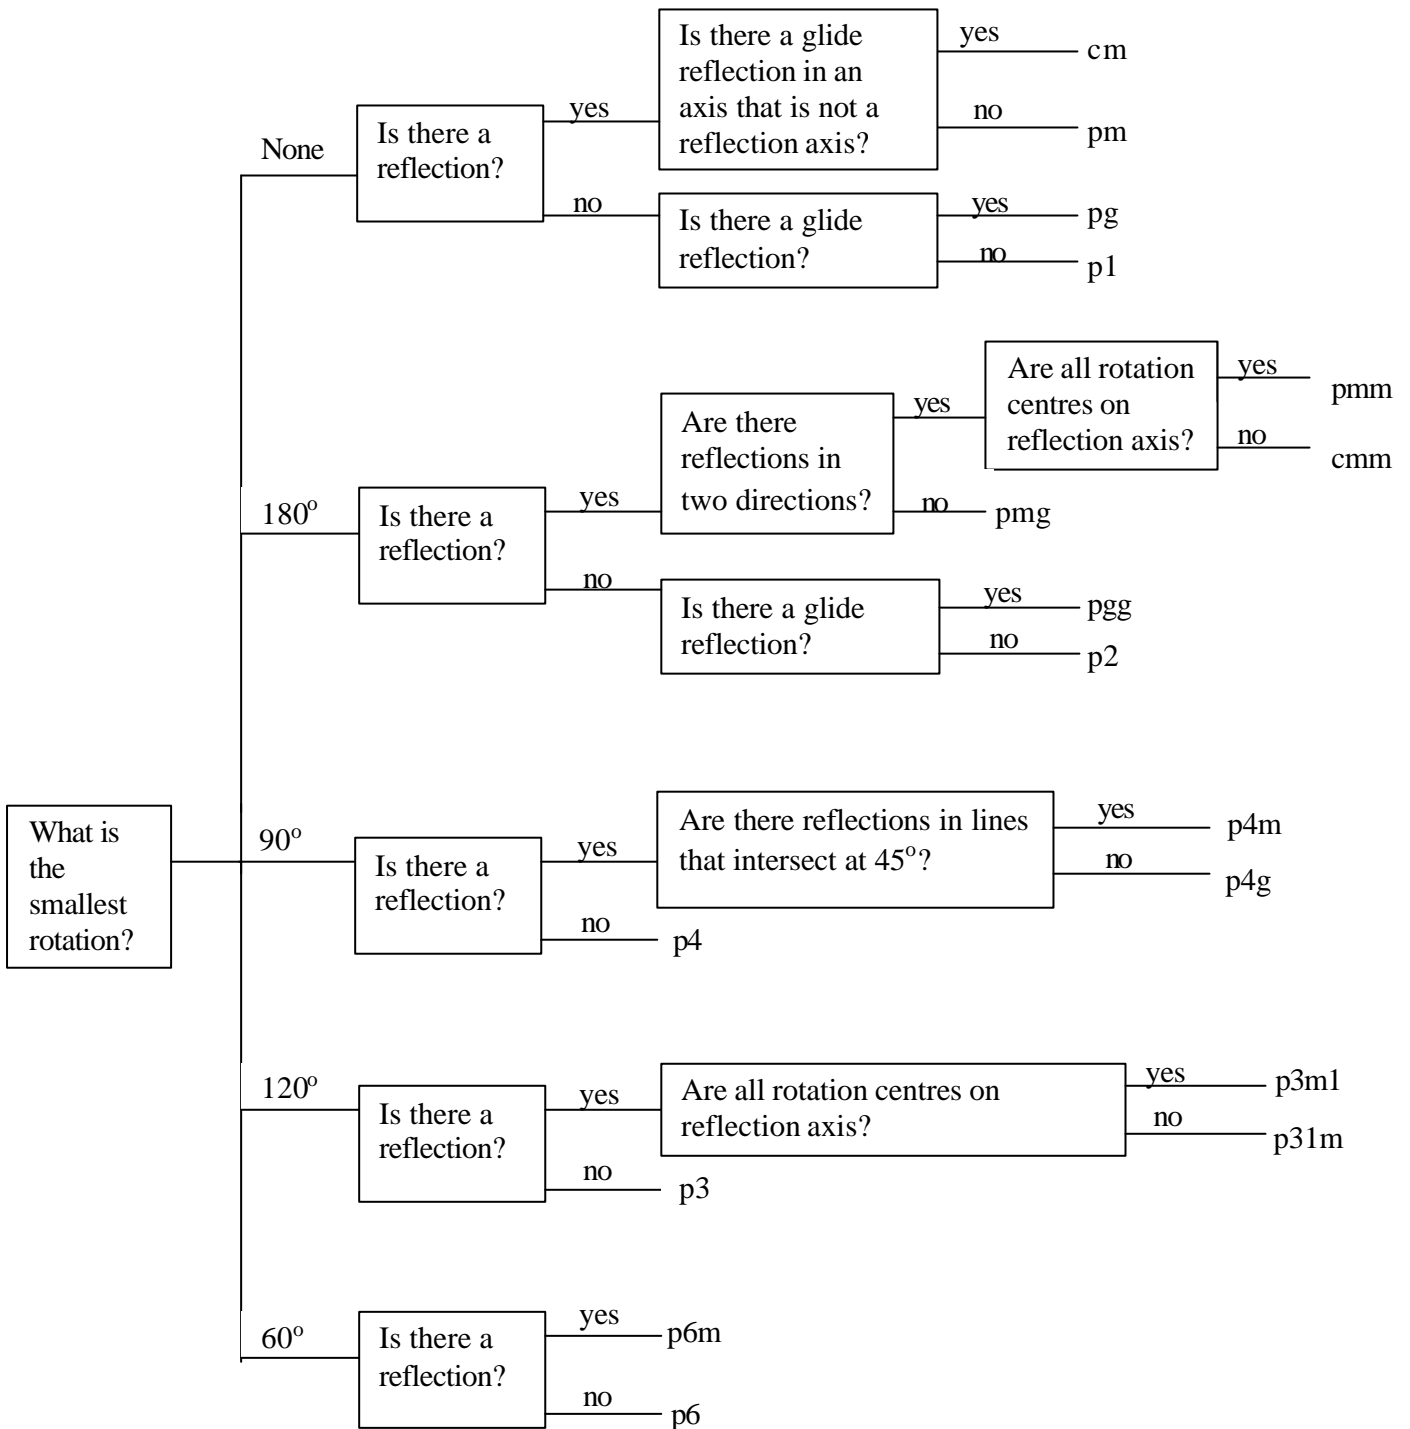 What is
the
smallest
rotation?
None
Is there a
reflection?
yes
Is there a glide
reflection in an
axis that is not a
reflection axis?
yes
cm
no
pm
no
Is there a glide
reflection?
yes
pg
no
p1
180°
Is there a
reflection?
yes
Are there
reflections in
two directions?
yes
Are all rotation
centres on
reflection axis?
yes
pmm
no
cmm
no
pmg
no
Is there a glide
reflection?
yes
pgg
no
p2
90°
Is there a
reflection?
yes
Are there reflections in lines
that intersect at 45°?
yes
p4m
no
p4g
no
p4
120°
Is there a
reflection?
yes
Are all rotation centres on
reflection axis?
yes
p3m1
no
p31m
no
p3
60°
Is there a
reflection?
yes
p6m
no
p6